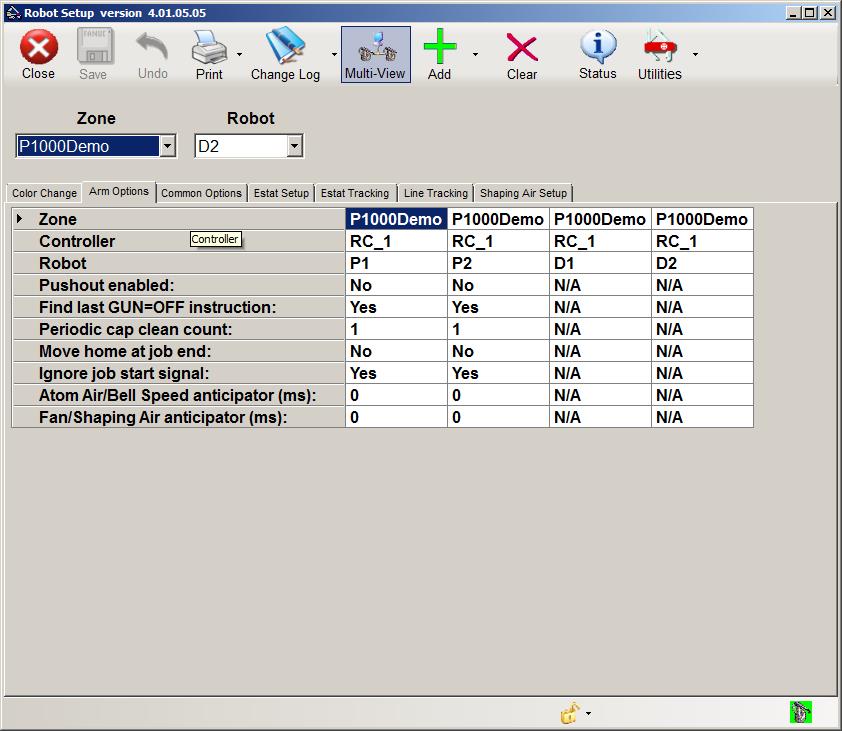 Robot Setup version 4.01.05.05
FANUC
Close Save Undo Print Change Log Multi-View Add Clear Status Utilities
Zone Robot
P1000Demo D2
Color Change Arm Options Common Options Estat Setup Estat Tracking Line Tracking Shaping Air Setup
Zone P1000Demo P1000Demo P1000Demo P1000Demo
Controller Controller RC_1 RC_1 RC_1 RC_1
Robot P1 P2 D1 D2
Pushout enabled: No No N/A N/A
Find last GUN=OFF instruction: Yes Yes N/A N/A
Periodic cap clean count: 1 1 N/A N/A
Move home at job end: No No N/A N/A
Ignore job start signal: Yes Yes N/A N/A
Atom Air/Bell Speed anticipator (ms): 0 0 N/A N/A
Fan/Shaping Air anticipator (ms): 0 0 N/A N/A